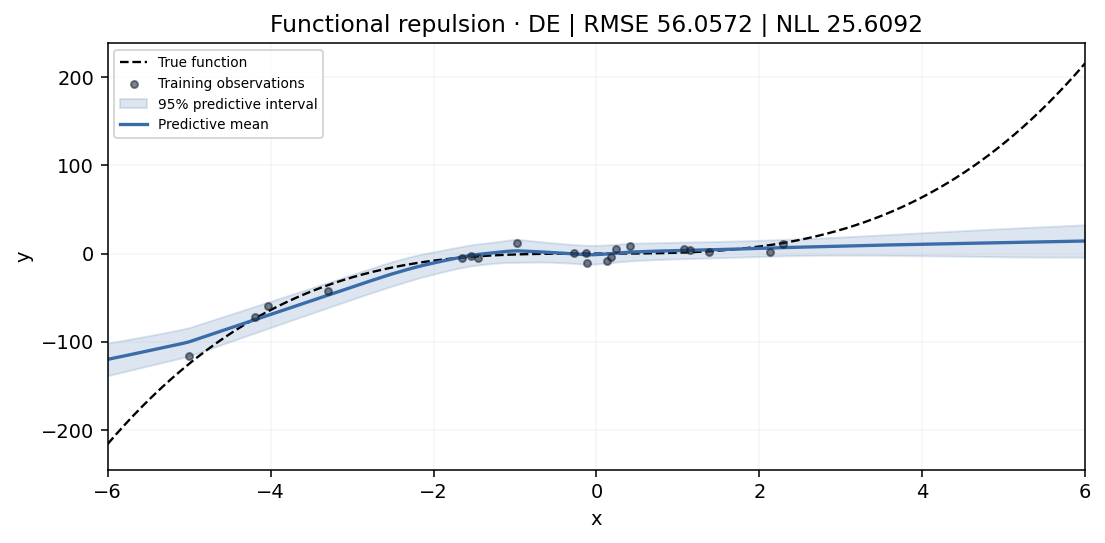 Functional repulsion · DE | RMSE 56.0572 | NLL 25.6092
True function
Training observations
95% predictive interval
Predictive mean
y
200
100
0
−100
−200
−6
−4
−2
0
2
4
6
x